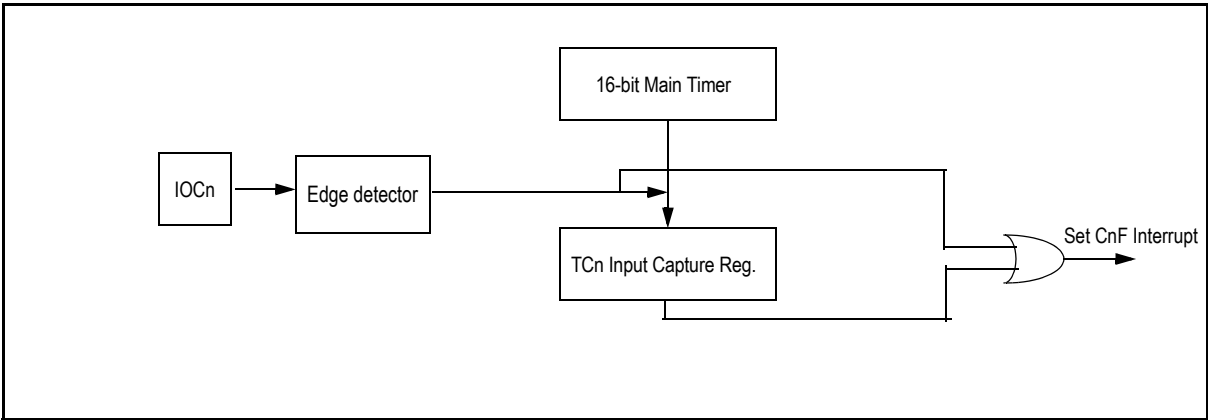 16-bit Main Timer
IOCn
Edge detector
TCn Input Capture Reg.
Set CnF Interrupt